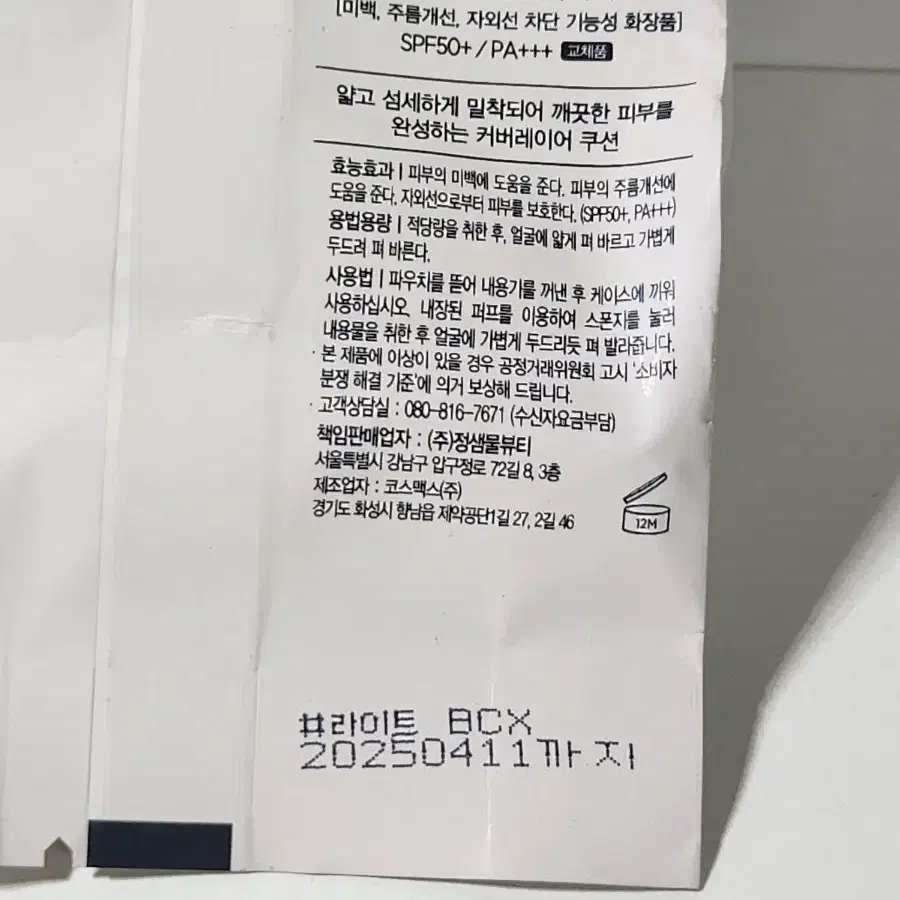 [미백, 주름개선, 자외선 차단 기능성 화장품]
SPF50+ / PA+++ 교체품
얇고 섬세하게 밀착되어 깨끗한 피부를
완성하는 커버레이어 쿠션
효능효과 | 피부의 미백에 도움을 준다. 피부의 주름개선에
도움을 준다. 자외선으로부터 피부를 보호한다. (SPF50+, PA+++)
용법용량 | 적당량을 취한 후, 얼굴에 얇게 펴 바르고 가볍게
두드려 펴 바른다.
사용법 | 파우치를 뜯어 내용기를 꺼낸 후 케이스에 끼워
사용하십시오. 내장된 퍼프를 이용하여 스폰지를 눌러
내용물을 취한 후 얼굴에 가볍게 두드리듯 펴 발라줍니다.
· 본 제품에 이상이 있을 경우 공정거래위원회 고시 '소비자
분쟁 해결 기준'에 의거 보상해 드립니다.
· 고객상담실 : 080-816-7671 (수신자요금부담)
책임판매업자 : (주)정샘물뷰티
서울특별시 강남구 압구정로 72길 8, 3층
제조업자 : 코스맥스(주)
경기도 화성시 향남읍 제약공단1길 27, 2길 46
12M
#라이트 BCX
20250411까지